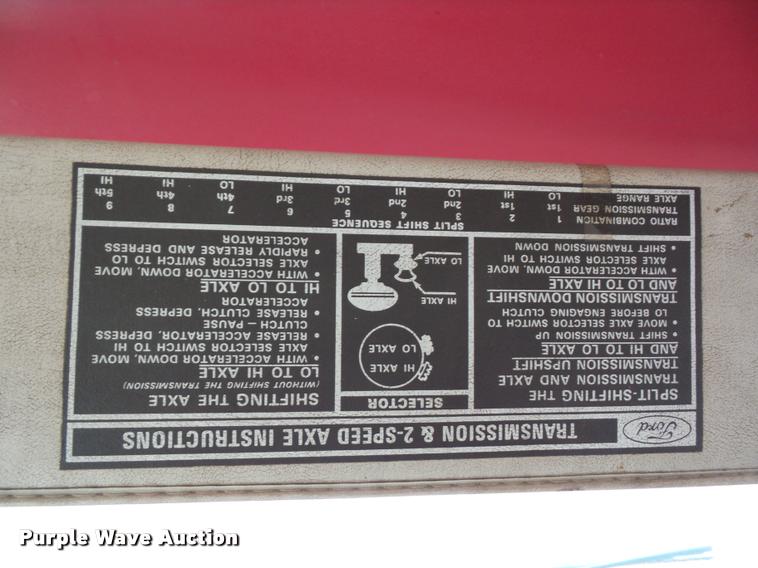 Ford
TRANSMISSION & 2-SPEED AXLE INSTRUCTIONS
SPLIT-SHIFTING THE
TRANSMISSION AND AXLE
TRANSMISSION UPSHIFT
AND HI TO LO AXLE
• SHIFT TRANSMISSION UP
• MOVE AXLE SELECTOR SWITCH TO
LO BEFORE ENGAGING CLUTCH
TRANSMISSION DOWNSHIFT
AND LO TO HI AXLE
• WITH ACCELERATOR DOWN, MOVE
AXLE SELECTOR SWITCH TO HI
• SHIFT TRANSMISSION DOWN
SELECTOR
HI AXLE
LO AXLE
HI AXLE
LO AXLE
SHIFTING THE AXLE
(WITHOUT SHIFTING THE TRANSMISSION)
LO TO HI AXLE
• WITH ACCELERATOR DOWN, MOVE
AXLE SELECTOR SWITCH TO HI
• RELEASE ACCELERATOR, DEPRESS
CLUTCH — PAUSE
• RELEASE CLUTCH, DEPRESS
ACCELERATOR
HI TO LO AXLE
• WITH ACCELERATOR DOWN, MOVE
AXLE SELECTOR SWITCH TO LO
• RAPIDLY RELEASE AND DEPRESS
ACCELERATOR
SPLIT SHIFT SEQUENCE
RATIO COMBINATION 1 2 3 4 5 6 7 8 9
TRANSMISSION GEAR 1st 1st 2nd 2nd 3rd 3rd 4th 4th 5th
AXLE RANGE LO HI LO HI LO HI LO HI HI
Purple Wave Auction